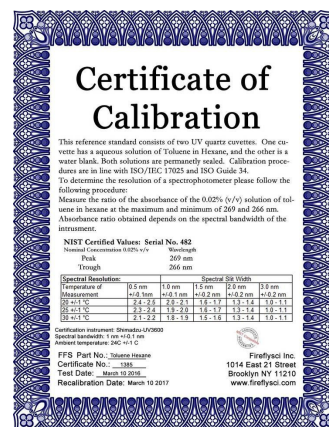 Certificate of
Calibration
This reference standard consists of two UV quartz cuvettes. One cu-
vette has a aqueous solution of Toluene in Hexane, and the other is a
water blank. Both solutions are permanently sealed. Calibration proce-
dures are in line with ISO/IEC 17025 and ISO Guide 34.
To determine the resolution of a spectrophotometer please follow the
following procedure:
Measure the ratio of the absorbance of the 0.02% (v/v) solution of tol-
uene in hexane at the maximum and minimum of 269 and 266 nm.
Absorbance ratio obtained depends on the spectral bandwidth of the
intrusment.
NIST Certified Values: Serial No. 482
Nominal Concentration 0.02% v/v Wavelength
Peak 269 nm
Trough 266 nm
Spectral Resolution: Spectral Slit Width
Temperature of 0.5 nm 1.0 nm 1.5 nm 2.0 nm 3.0 nm
Measurement +/-0.1nm +/-0.1 nm +/-0.2 nm +/-0.2 nm +/-0.2 nm
20 +/-1 °C 2.4 - 2.5 2.0 - 2.1 1.6 - 1.7 1.3 - 1.4 1.0 - 1.1
25 +/-1 °C 2.3 - 2.4 1.9 - 2.0 1.6 - 1.7 1.3 - 1.4 1.0 - 1.1
30 +/-1 °C 2.1 - 2.2 1.8 - 1.9 1.5 - 1.6 1.3 - 1.4 1.0 - 1.1
Certification instrument: Shimadzu-UV3600
Spectral bandwidth: 1 nm +/-0.1 nm
Ambient temperature: 24C +/-1 C
FFS Part No.: Toluene Hexane
Certificate No.: 1385
Test Date: March 10 2016
Recalibration Date: March 10 2017
Fireflysci Inc.
1014 East 21 Street
Brooklyn NY 11210
www.fireflysci.com